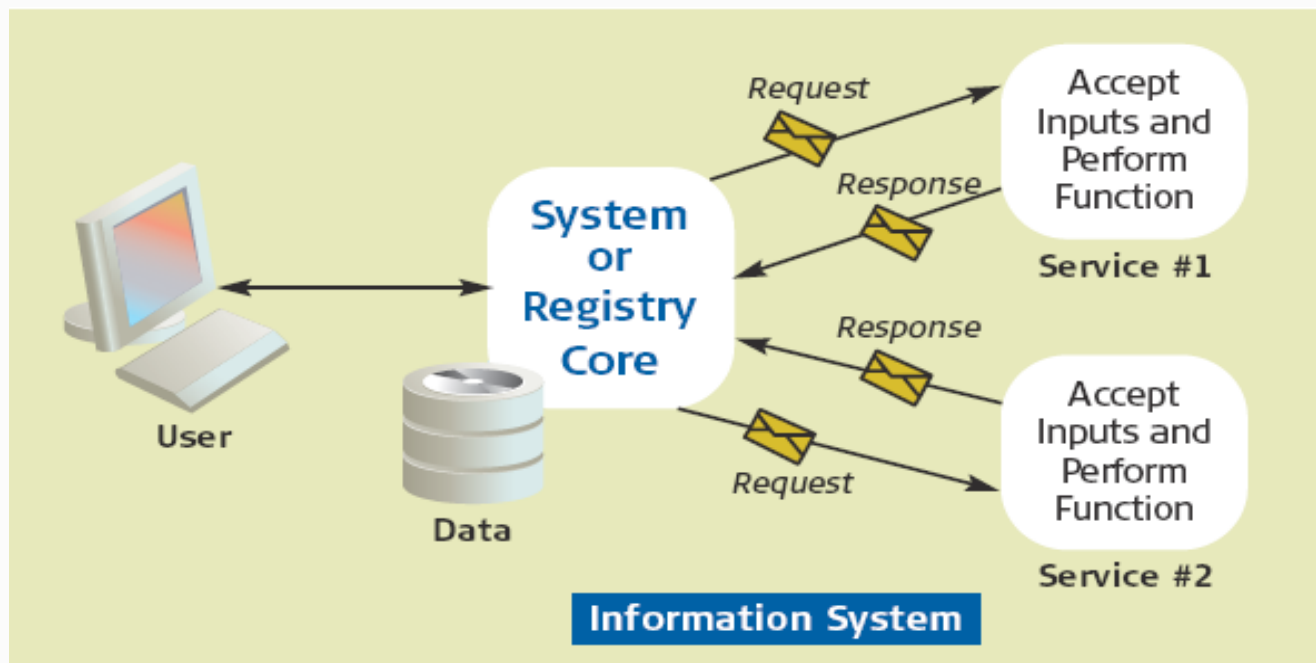 Request
Accept
Inputs and
Perform
Function
Response
Service #1
System
or
Registry
Core
User
Data
Response
Request
Accept
Inputs and
Perform
Function
Service #2
Information System